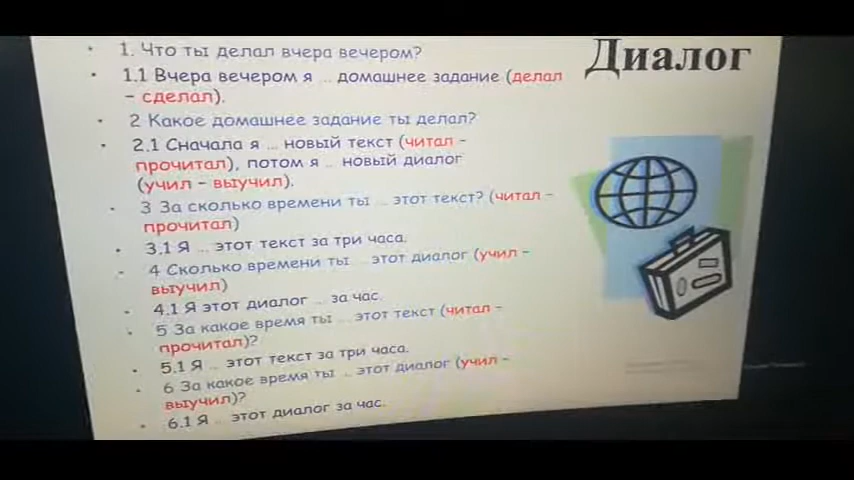 Диалог
1. Что ты делал вчера вечером?
1.1 Вчера вечером я ... домашнее задание (делал
– сделал).
2 Какое домашнее задание ты делал?
2.1 Сначала я ... новый текст (читал –
прочитал), потом я ... новый диалог
(учил – выучил).
3 За сколько времени ты ... этот текст? (читал –
прочитал)
3.1 Я ... этот текст за три часа.
4 Сколько времени ты ... этот диалог (учил –
выучил)
4.1 Я этот диалог ... за час.
5 За какое время ты ... этот текст (читал –
прочитал)?
5.1 Я ... этот текст за три часа.
6 За какое время ты ... этот диалог (учил –
выучил)?
6.1 Я ... этот диалог за час.